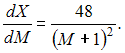 dX/dM = 48/(M + 1)².